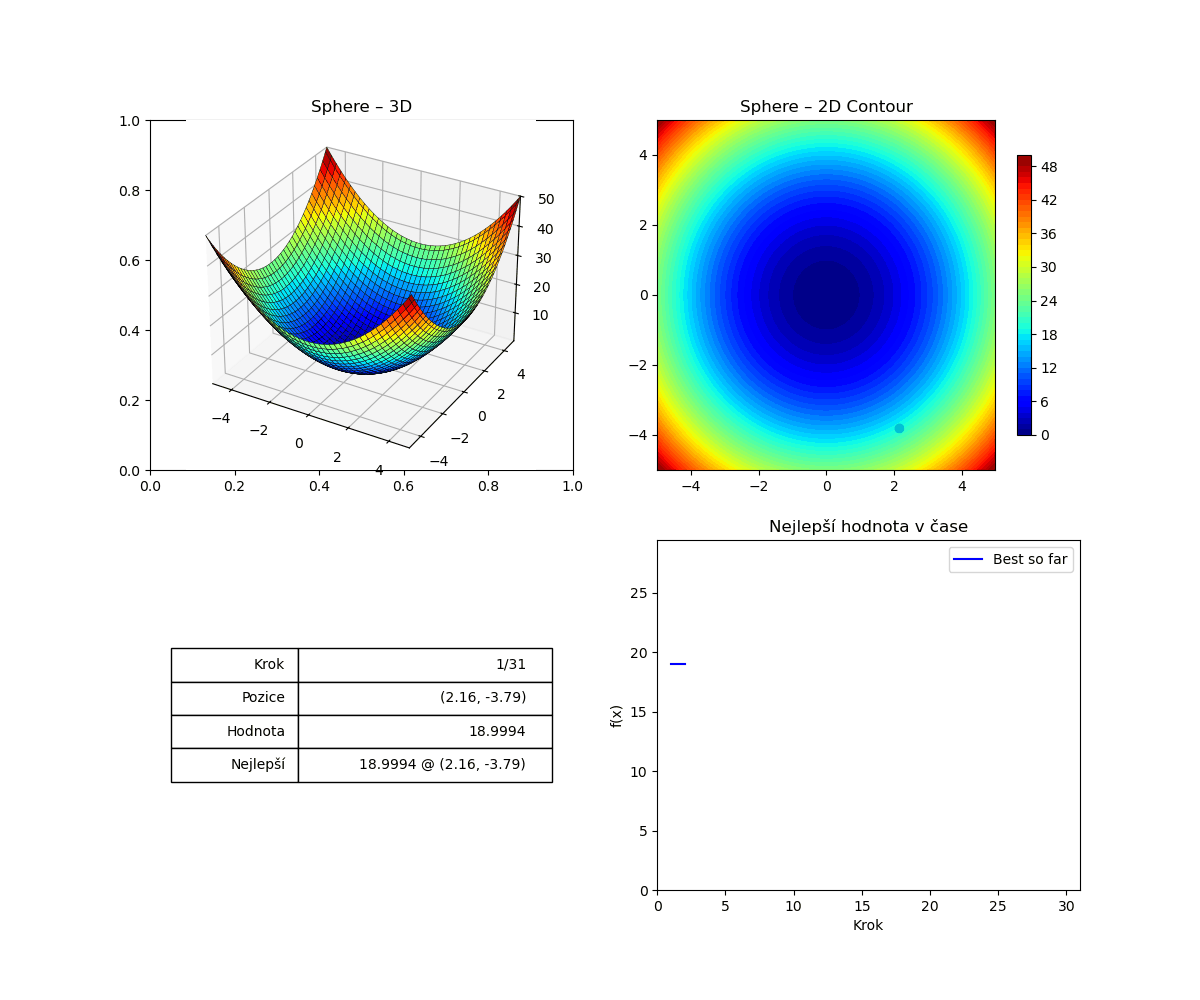 Sphere – 3D
1.0
0.8
0.6
0.4
0.2
0.0
0.0 0.2 0.4 0.6 0.8 1.0
50
40
30
20
10
−4 −2 0 2 4
−4 −2 0 2 4
Sphere – 2D Contour
4
2
0
−2
−4
−4 −2 0 2 4
48
42
36
30
24
18
12
6
0
Krok 1/31
Pozice (2.16, -3.79)
Hodnota 18.9994
Nejlepší 18.9994 @ (2.16, -3.79)
Nejlepší hodnota v čase
Best so far
f(x)
25
20
15
10
5
0
0 5 10 15 20 25 30
Krok